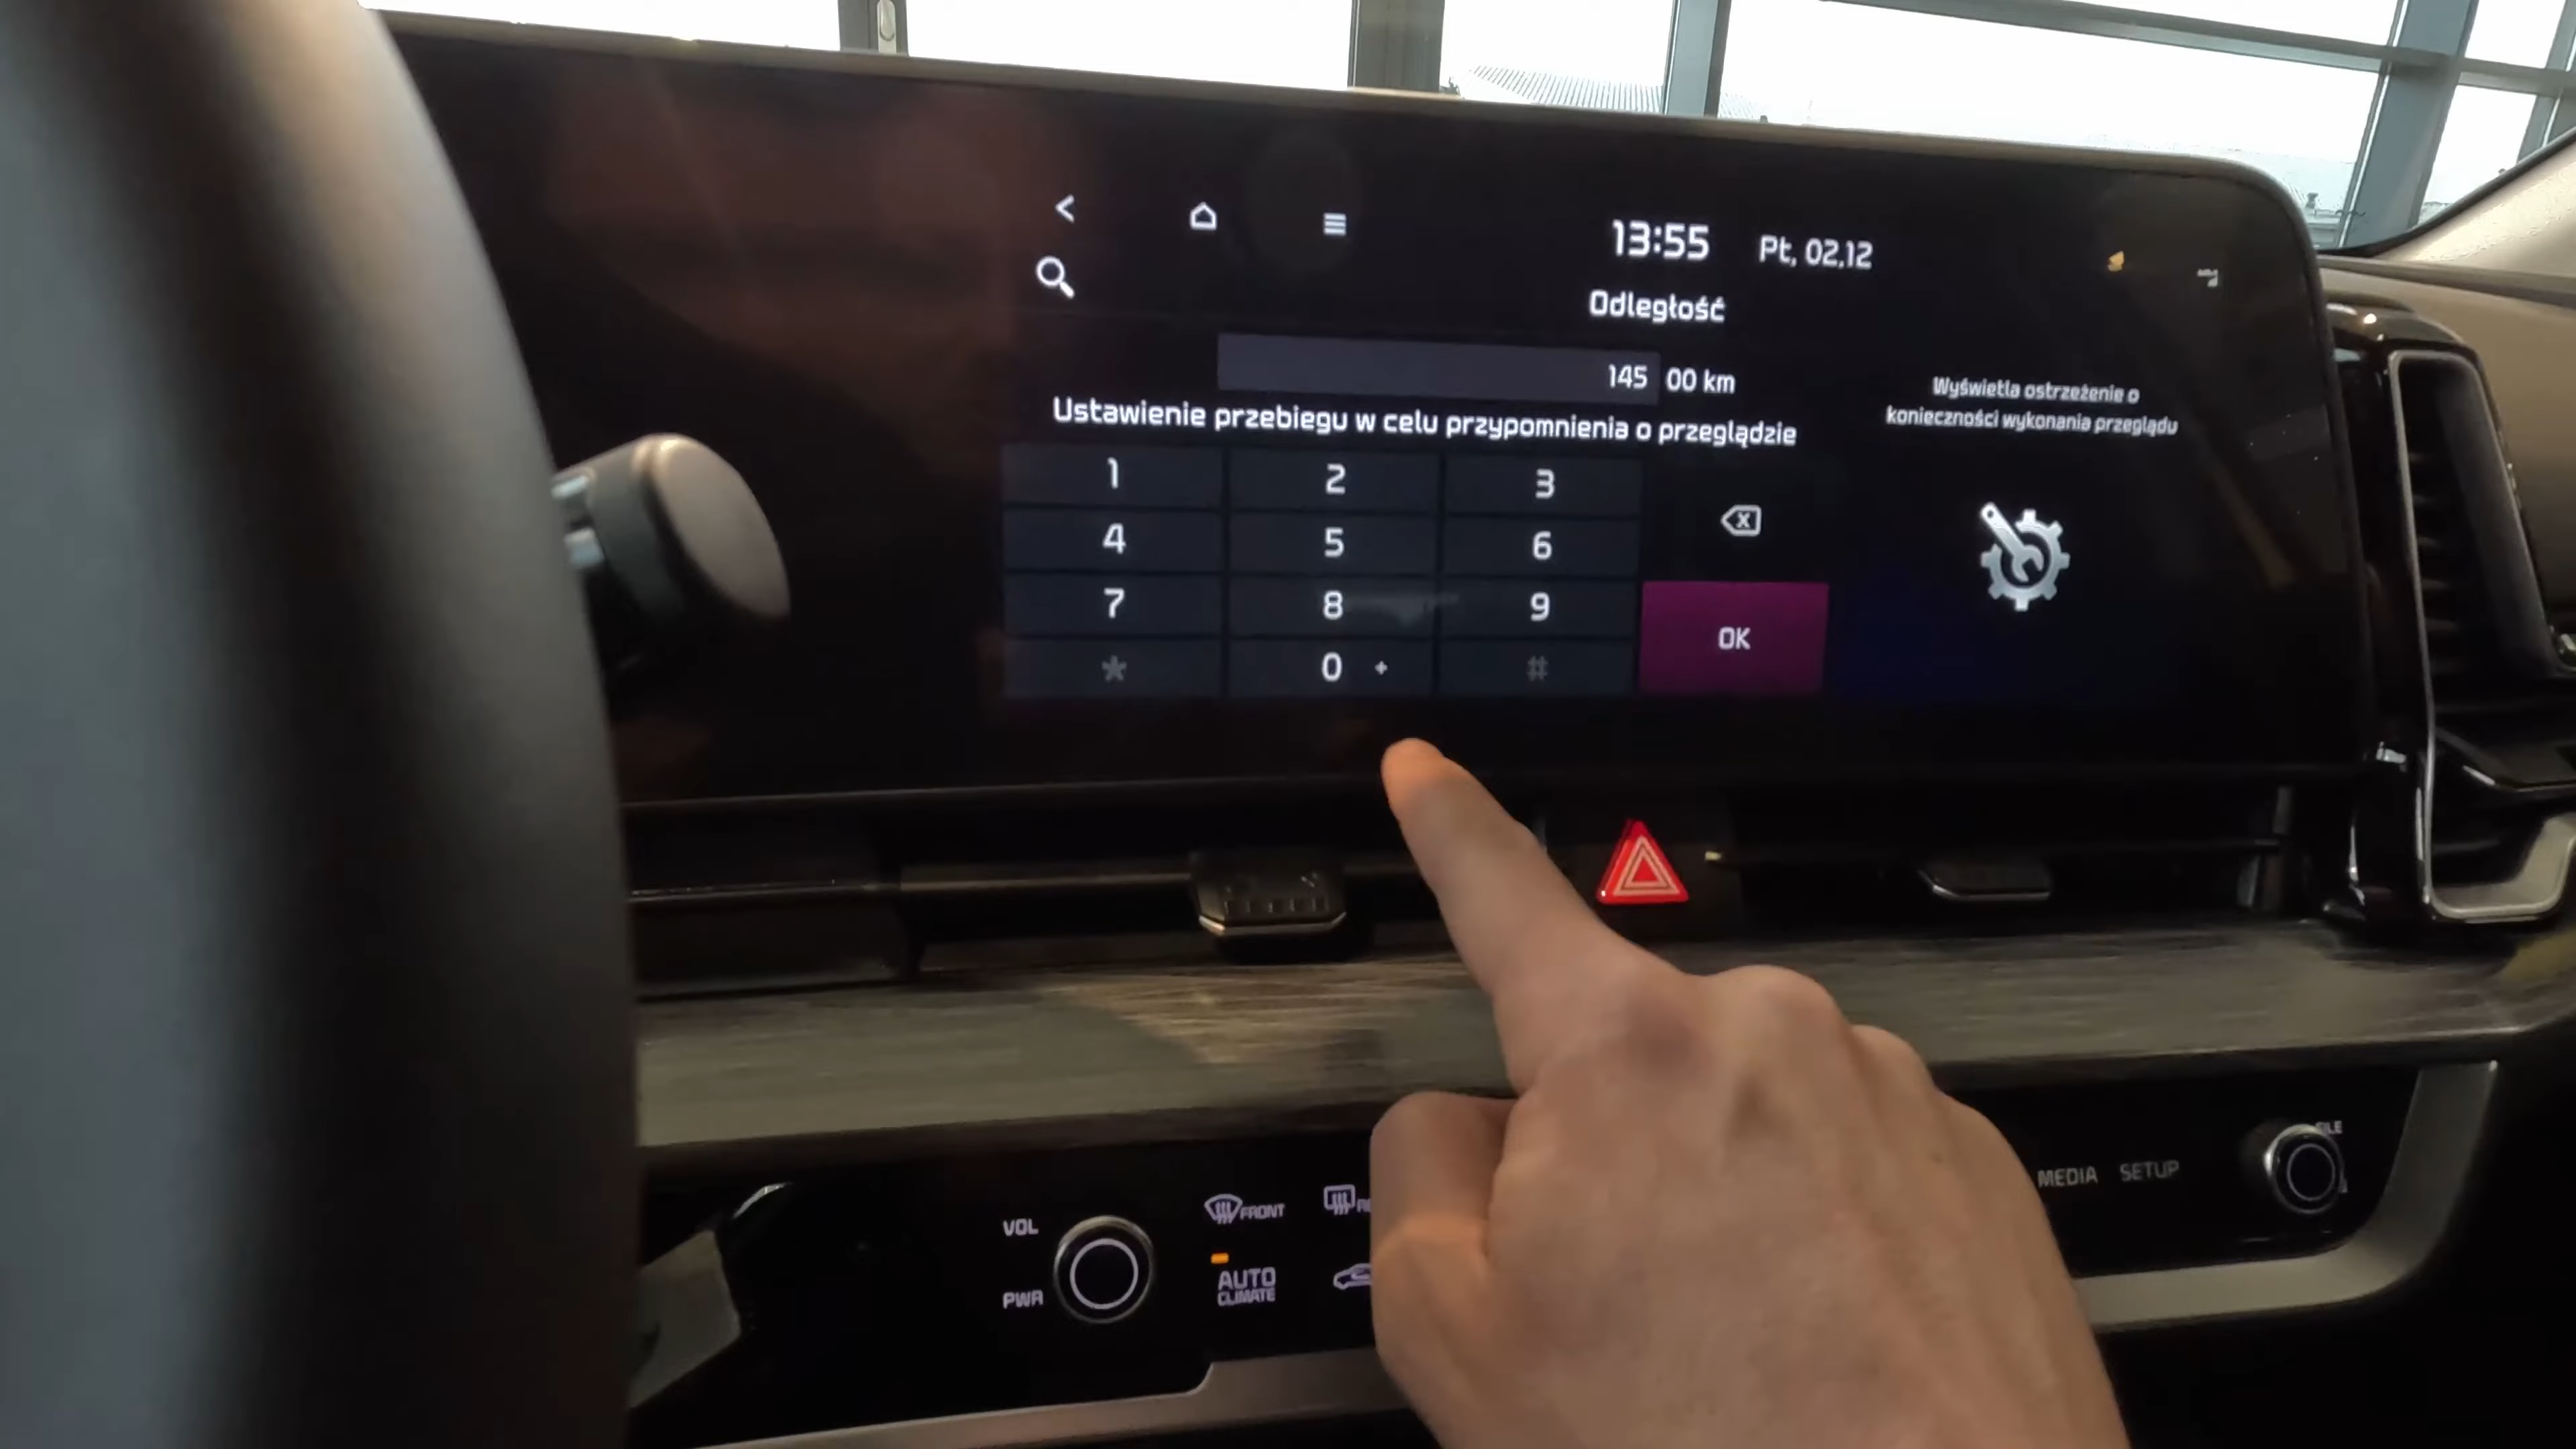 13:55 Pt, 02.12
Odległość
145 00 km
Ustawienie przebiegu w celu przypomnienia o przeglądzie
Wyświetla ostrzeżenie o
konieczności wykonania przeglądu
1 2 3
4 5 6
7 8 9
* 0 + #
OK
VOL
PWR
FRONT
AUTO
CLIMATE
MEDIA SETUP